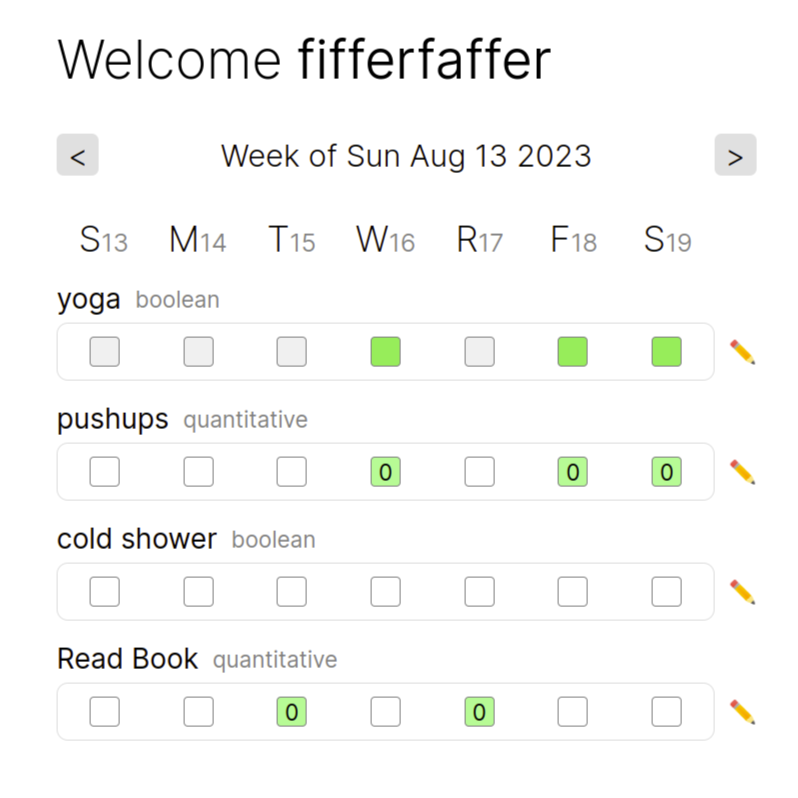 Welcome fifferfaffer
< Week of Sun Aug 13 2023 >
S13 M14 T15 W16 R17 F18 S19
yoga boolean
pushups quantitative
0 0 0
cold shower boolean
Read Book quantitative
0 0